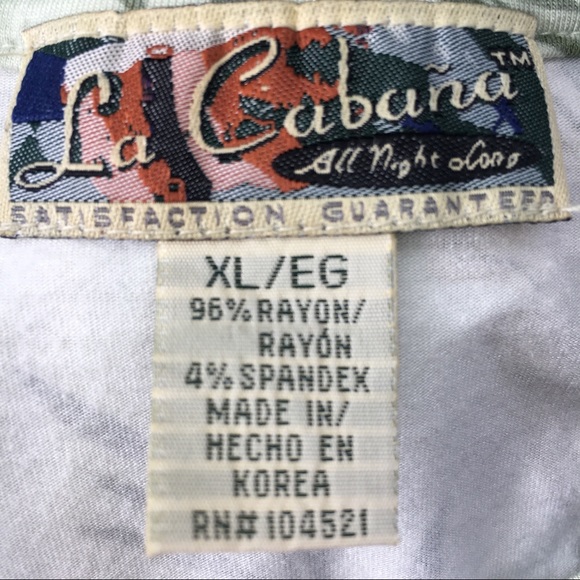 La Cabaña™
All Night Long
SATISFACTION GUARANTEED
XL/EG
96% RAYON/
RAYÓN
4% SPANDEX
MADE IN/
HECHO EN
KOREA
RN# 104521